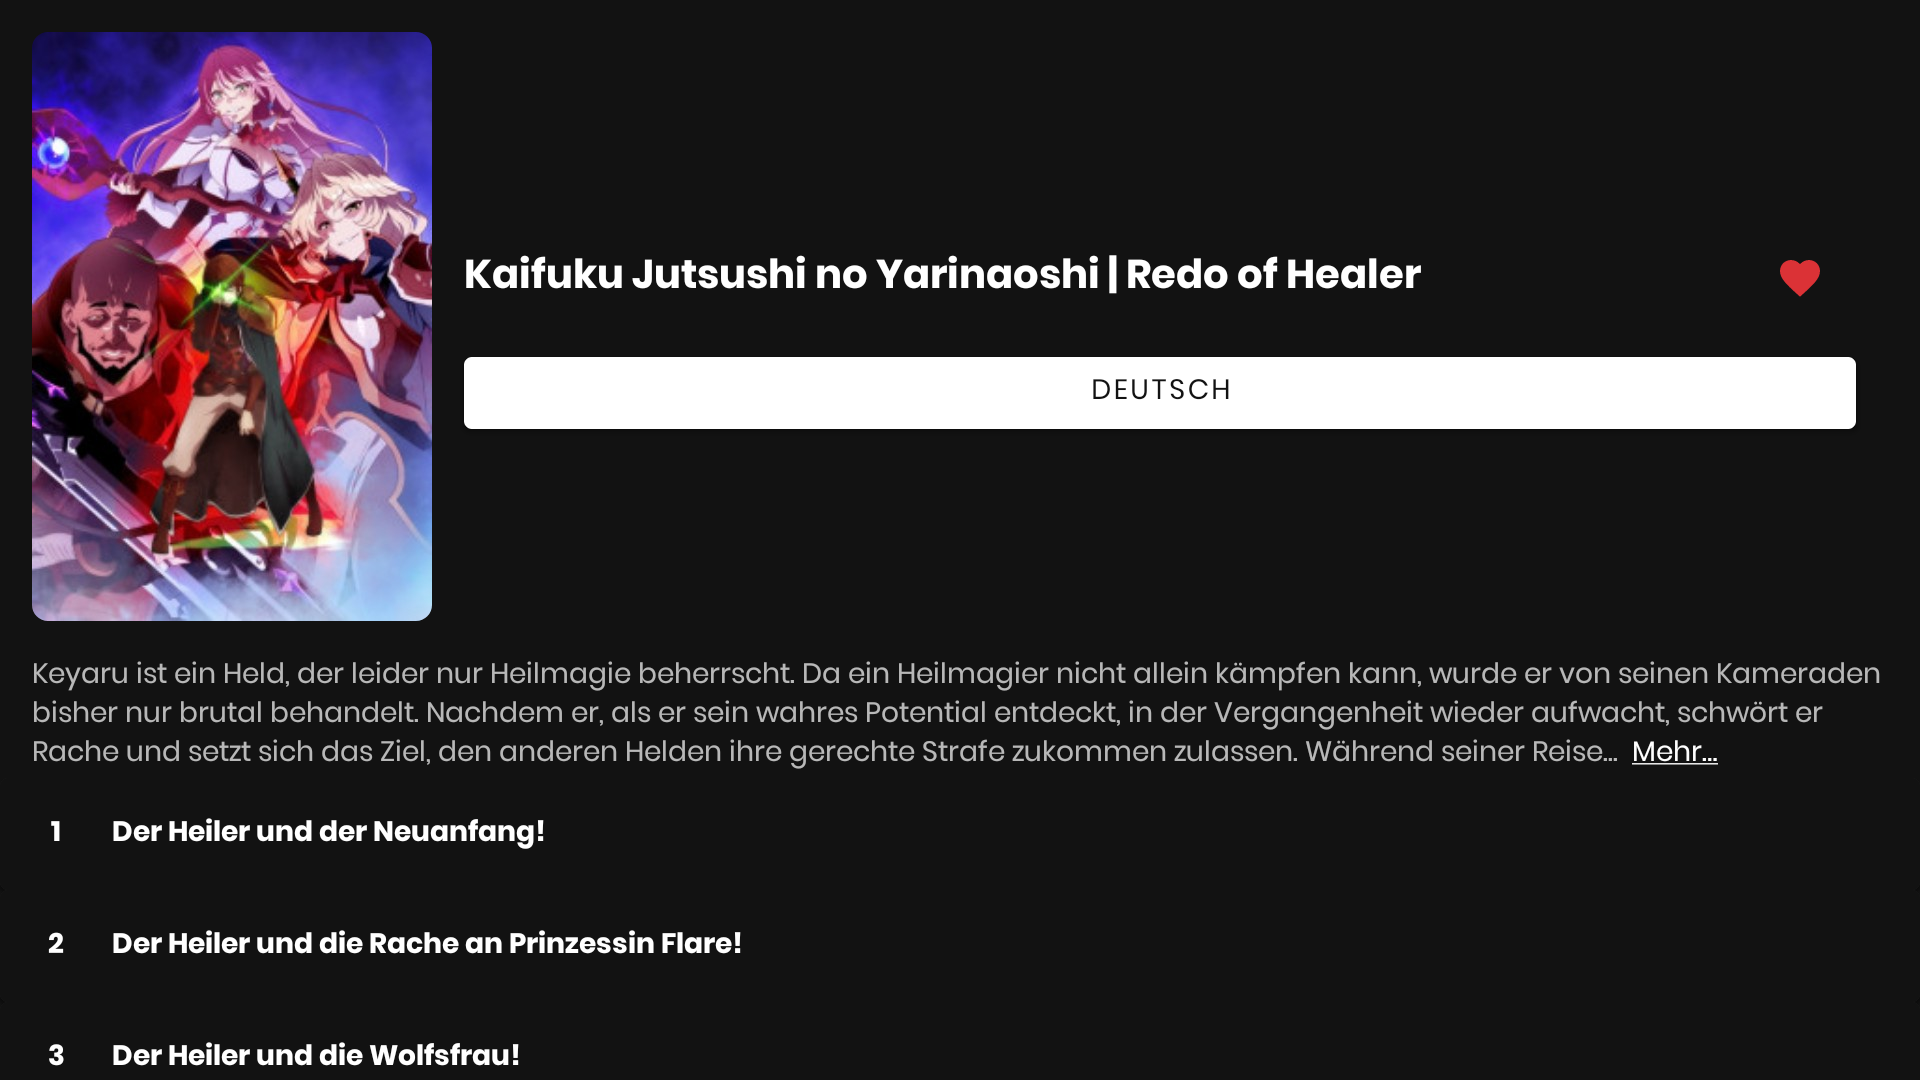 Kaifuku Jutsushi no Yarinaoshi | Redo of Healer
DEUTSCH
Keyaru ist ein Held, der leider nur Heilmagie beherrscht. Da ein Heilmagier nicht allein kämpfen kann, wurde er von seinen Kameraden
bisher nur brutal behandelt. Nachdem er, als er sein wahres Potential entdeckt, in der Vergangenheit wieder aufwacht, schwört er
Rache und setzt sich das Ziel, den anderen Helden ihre gerechte Strafe zukommen zulassen. Während seiner Reise... Mehr...
1 Der Heiler und der Neuanfang!
2 Der Heiler und die Rache an Prinzessin Flare!
3 Der Heiler und die Wolfsfrau!